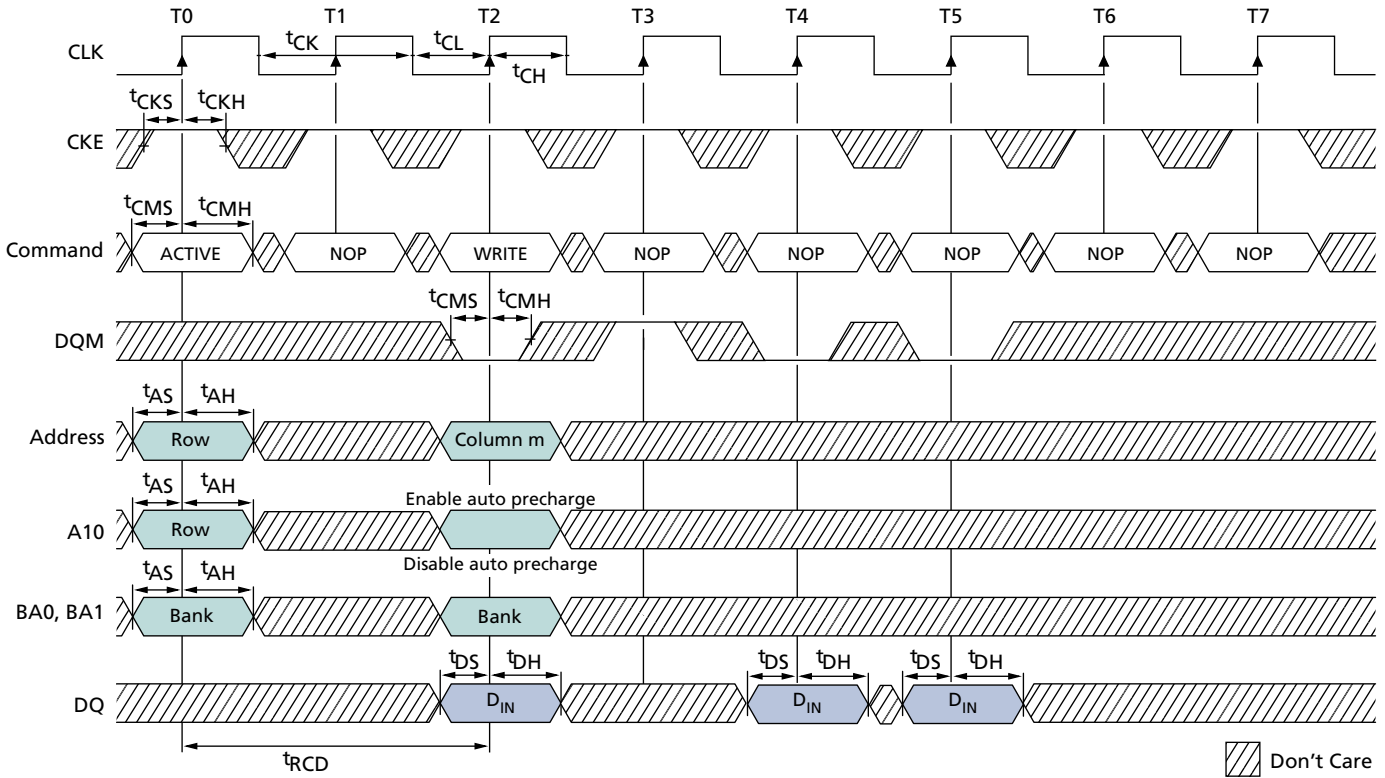 T0 T1 T2 T3 T4 T5 T6 T7
CLK
tCK tCL
tCH
tCKS tCKH
CKE
tCMS tCMH
Command ACTIVE NOP WRITE NOP NOP NOP NOP NOP
tCMS tCMH
DQM
tAS tAH
Address Row Column m
tAS tAH Enable auto precharge
A10 Row
Disable auto precharge
tAS tAH
BA0, BA1 Bank Bank
tDS tDH tDS tDH tDS tDH
DQ DIN DIN DIN
tRCD
Don't Care